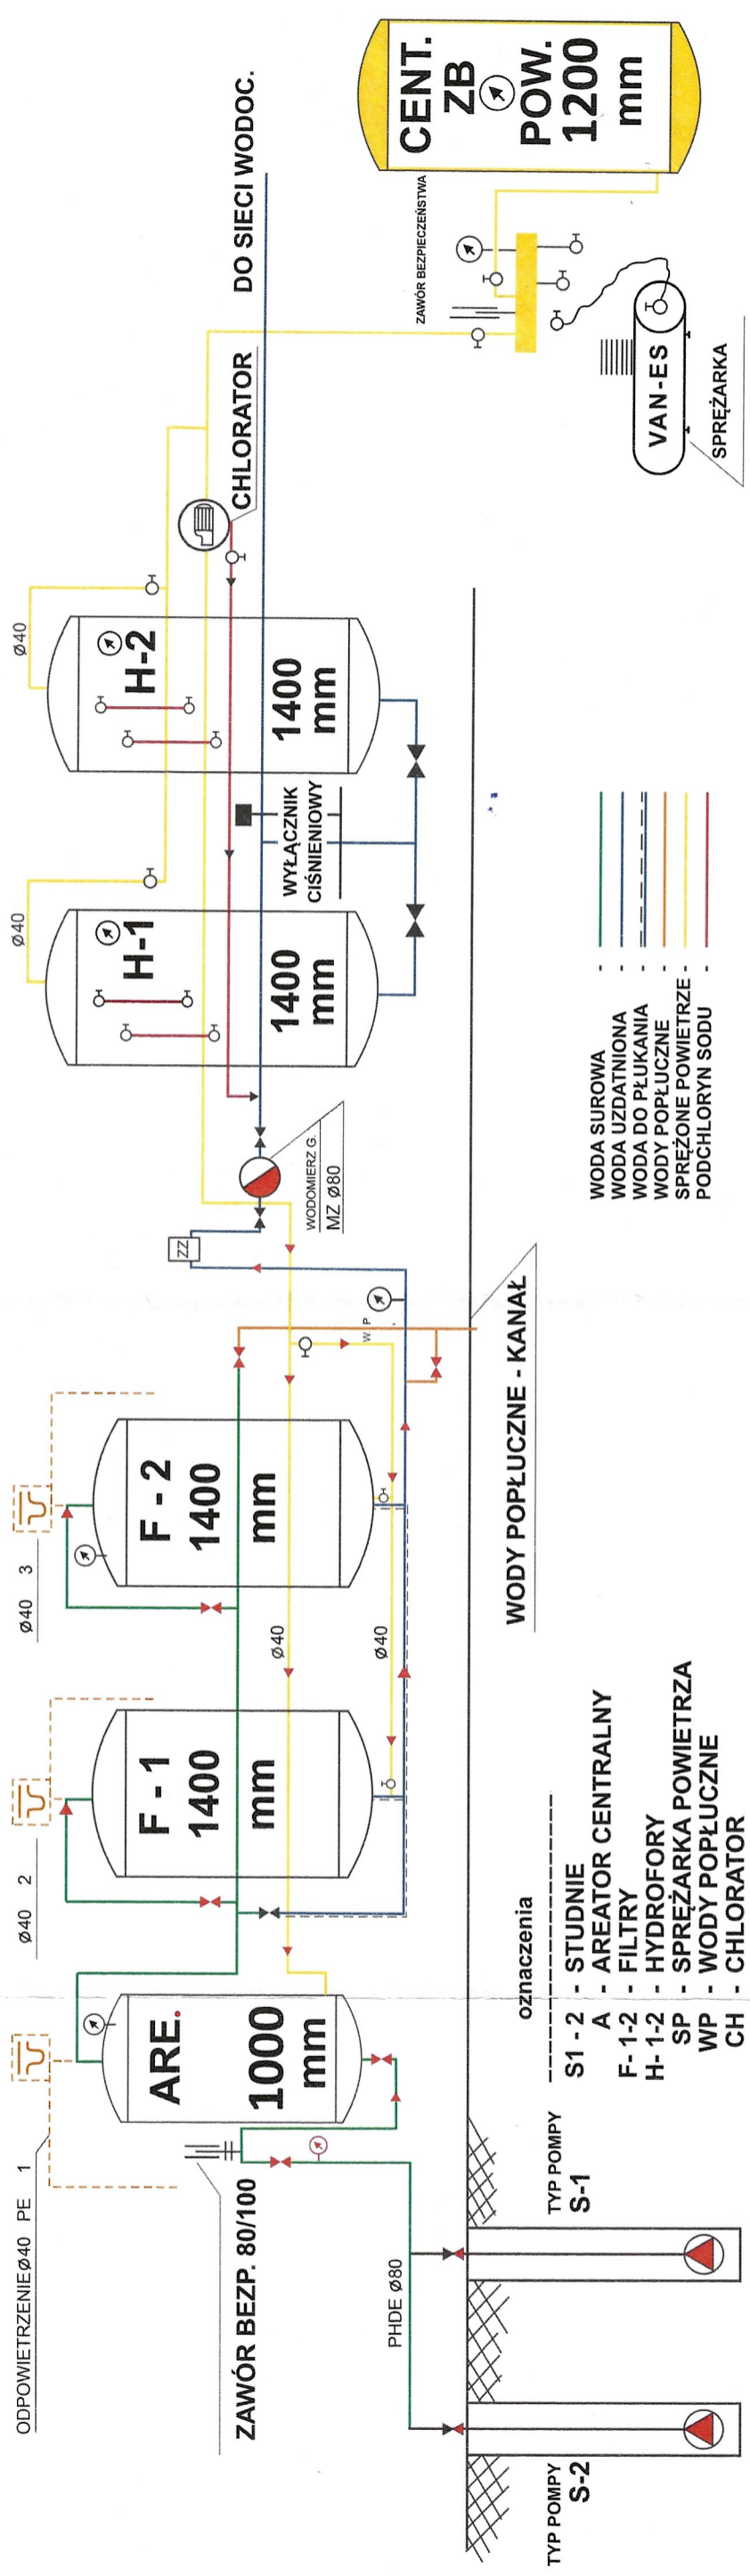 ODPOWIETRZENIE Ø40 PE 1
Ø40 2
Ø40 3
Ø40
Ø40
DO SIECI WODOC.
CENT.
ZB
POW.
1200
mm
ZAWÓR BEZPIECZEŃSTWA
VAN-ES
SPRĘŻARKA
CHLORATOR
H-2
1400
mm
WYŁĄCZNIK
CIŚNIENIOWY
H-1
1400
mm
WODOMIERZ G.
MZ Ø80
ZZ
W P
F - 2
1400
mm
Ø40
Ø40
F - 1
1400
mm
ARE.
1000
mm
ZAWÓR BEZP. 80/100
PHDE Ø80
TYP POMPY
S-1
TYP POMPY
S-2
WODY POPŁUCZNE - KANAŁ
oznaczenia
S1 - 2 - STUDNIE
A - AREATOR CENTRALNY
F- 1-2 - FILTRY
H- 1-2 - HYDROFORY
SP - SPRĘŻARKA POWIETRZA
WP - WODY POPŁUCZNE
CH - CHLORATOR
WODA SUROWA -
WODA UZDATNIONA -
WODA DO PŁUKANIA -
WODY POPŁUCZNE -
SPRĘŻONE POWIETRZE -
PODCHLORYN SODU -